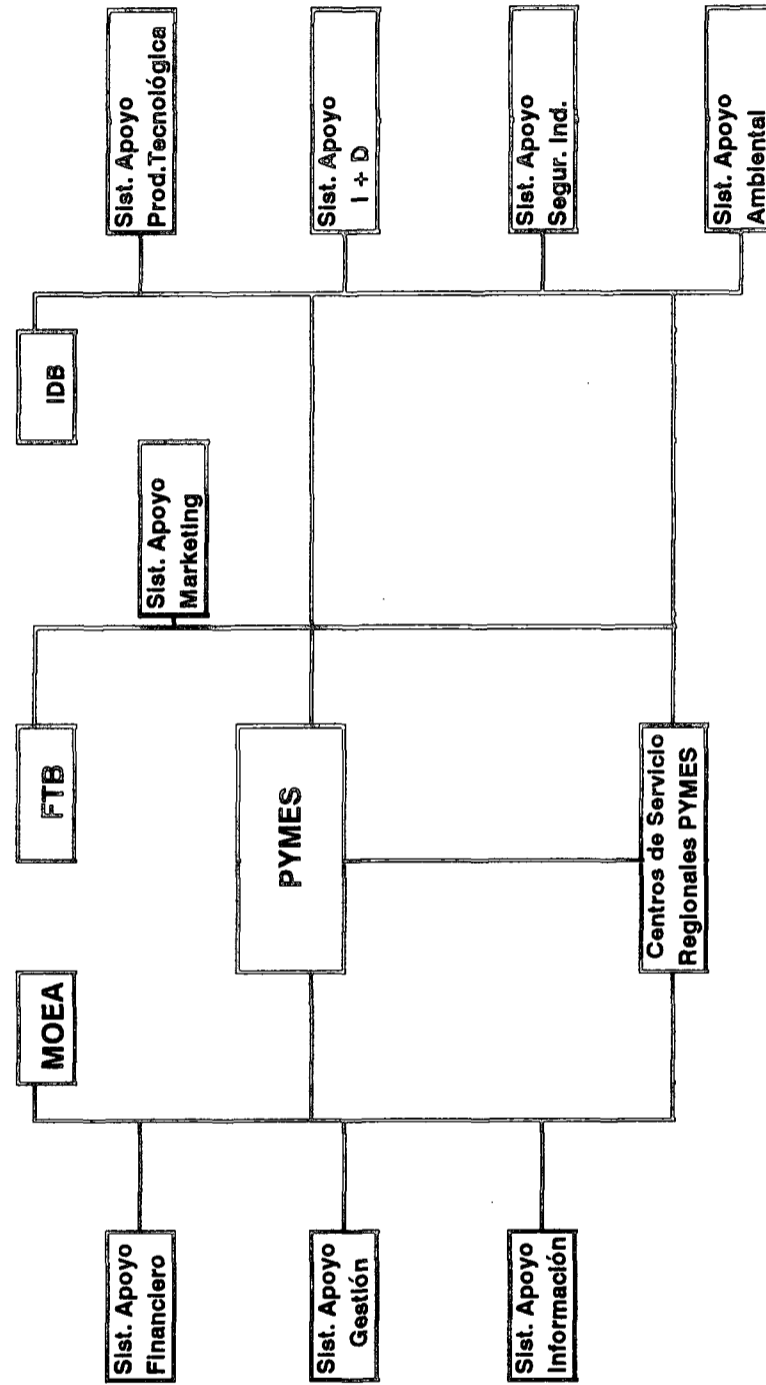 MOEA
FTB
IDB
Sist. Apoyo
Financiero
Sist. Apoyo
Marketing
Sist. Apoyo
Prod.Tecnológica
Sist. Apoyo
Gestión
PYMES
Sist. Apoyo
I + D
Sist. Apoyo
Información
Centros de Servicio
Regionales PYMES
Sist. Apoyo
Segur. Ind.
Sist. Apoyo
Ambiental